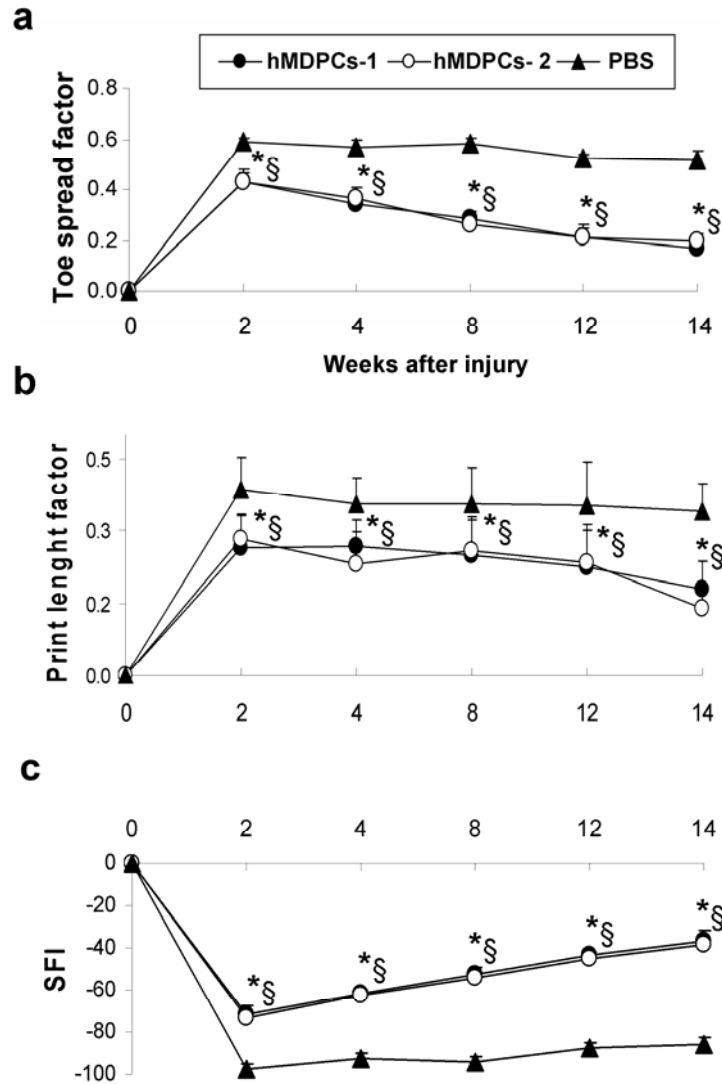 a
hMDPCs-1 hMDPCs- 2 PBS
Toe spread factor
0.8
0.6
0.4
0.2
0.0
*§ *§ *§ *§ *§
0 2 4 8 12 14
Weeks after injury
b
Print lenght factor
0.5
0.3
0.2
0.0
*§ *§ *§ *§ *§
0 2 4 8 12 14
c
0 2 4 8 12 14
SFI
0
-20
-40
-60
-80
-100
*§ *§ *§ *§ *§